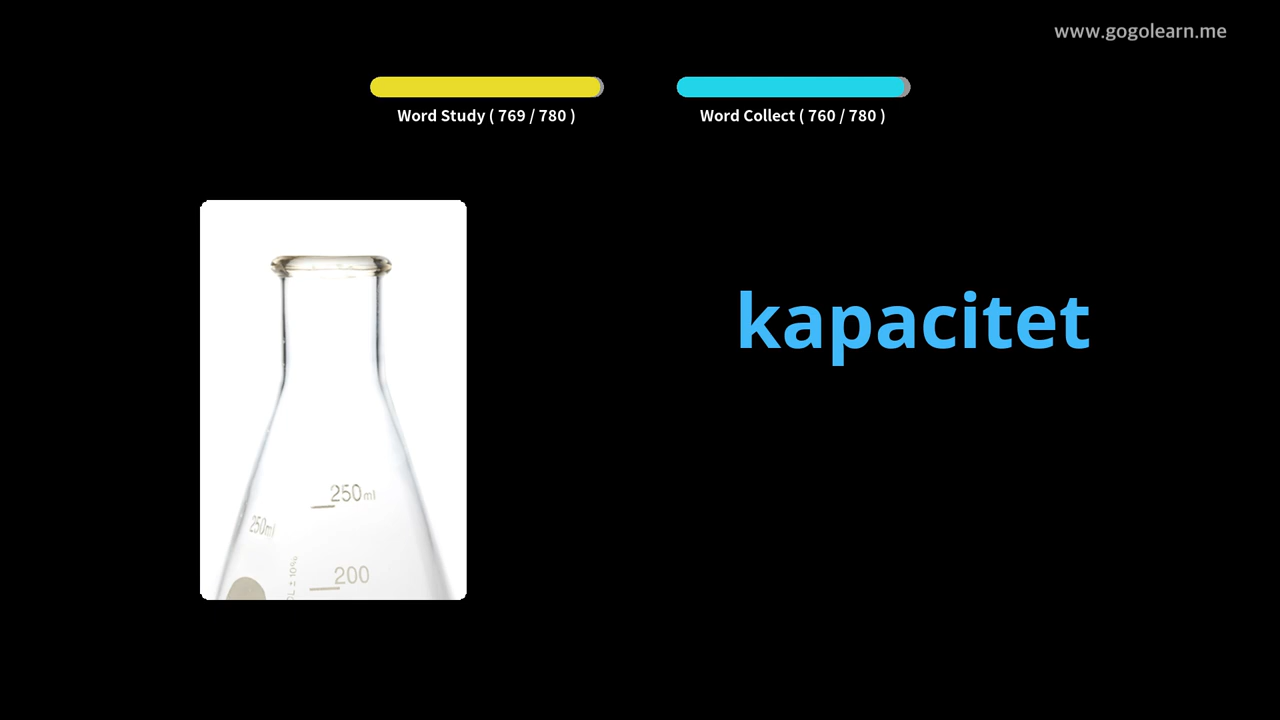 www.gogolearn.me
Word Study ( 769 / 780 )
Word Collect ( 760 / 780 )
kapacitet
250ml
250ml
200